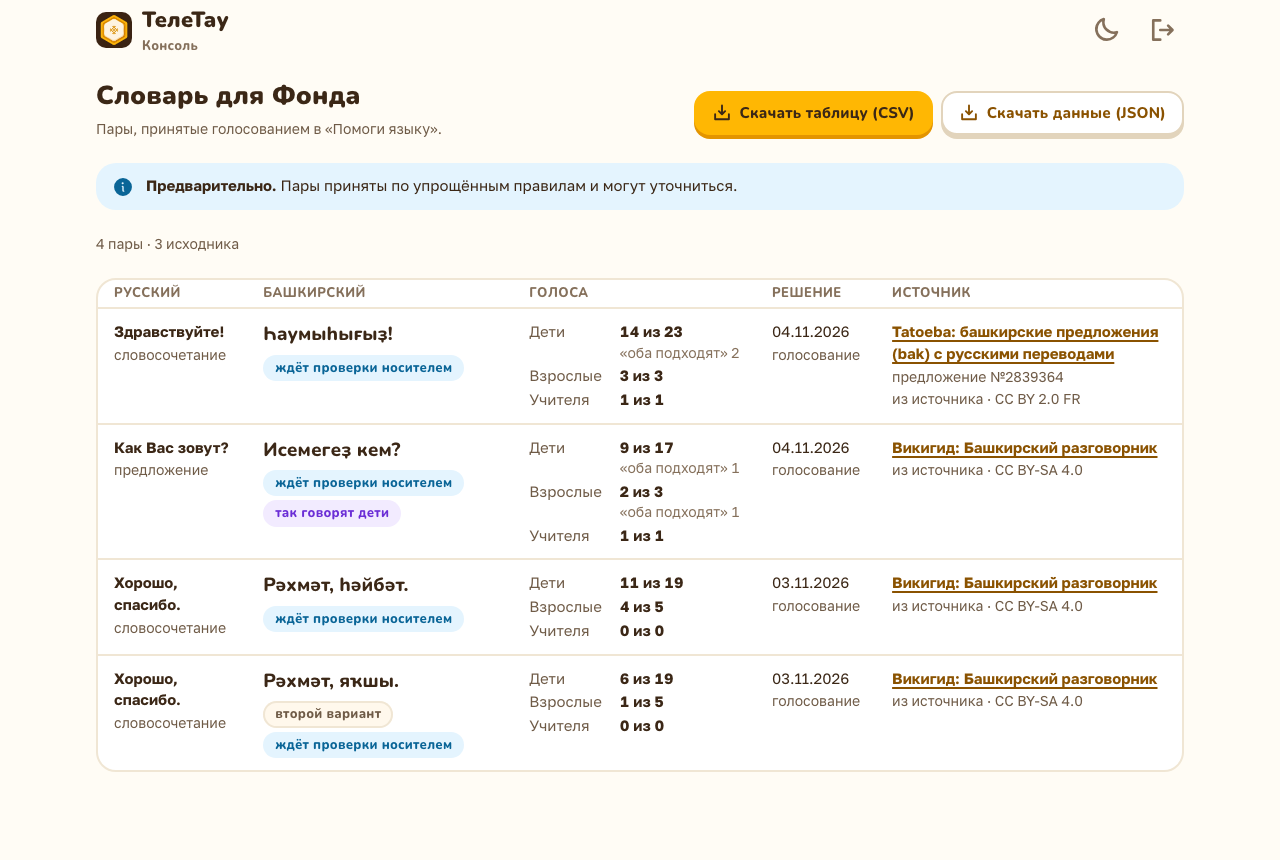 ТелеТау
Консоль
Словарь для Фонда
Пары, принятые голосованием в «Помоги языку».
Скачать таблицу (CSV)
Скачать данные (JSON)
Предварительно. Пары приняты по упрощённым правилам и могут уточниться.
4 пары · 3 исходника
РУССКИЙ БАШКИРСКИЙ ГОЛОСА РЕШЕНИЕ ИСТОЧНИК
Здравствуйте!
словосочетание
Һаумыһығыҙ!
ждёт проверки носителем
Дети 14 из 23
«оба подходят» 2
Взрослые 3 из 3
Учителя 1 из 1
04.11.2026
голосование
Tatoeba: башкирские предложения
(bak) с русскими переводами
предложение №2839364
из источника · CC BY 2.0 FR
Как Вас зовут?
предложение
Исемегеҙ кем?
ждёт проверки носителем
так говорят дети
Дети 9 из 17
«оба подходят» 1
Взрослые 2 из 3
«оба подходят» 1
Учителя 1 из 1
04.11.2026
голосование
Викигид: Башкирский разговорник
из источника · CC BY-SA 4.0
Хорошо,
спасибо.
словосочетание
Рәхмәт, һәйбәт.
ждёт проверки носителем
Дети 11 из 19
Взрослые 4 из 5
Учителя 0 из 0
03.11.2026
голосование
Викигид: Башкирский разговорник
из источника · CC BY-SA 4.0
Хорошо,
спасибо.
словосочетание
Рәхмәт, яҡшы.
второй вариант
ждёт проверки носителем
Дети 6 из 19
Взрослые 1 из 5
Учителя 0 из 0
03.11.2026
голосование
Викигид: Башкирский разговорник
из источника · CC BY-SA 4.0